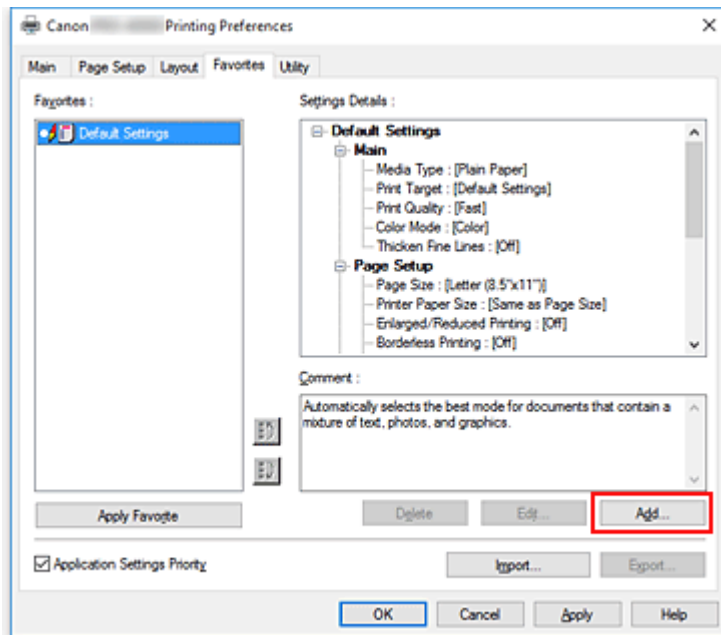 Canon Printing Preferences
Main Page Setup Layout Favorites Utility
Favorites :
Default Settings
Settings Details :
Default Settings
Main
Media Type : [Plain Paper]
Print Target : [Default Settings]
Print Quality : [Fast]
Color Mode : [Color]
Thicken Fine Lines : [Off]
Page Setup
Page Size : [Letter (8.5"x11")]
Printer Paper Size : [Same as Page Size]
Enlarged/Reduced Printing : [Off]
Borderless Printing : [Off]
Comment :
Automatically selects the best mode for documents that contain a
mixture of text, photos, and graphics.
Apply Favorite
Delete Edit... Add...
Application Settings Priority
Import... Export...
OK Cancel Apply Help